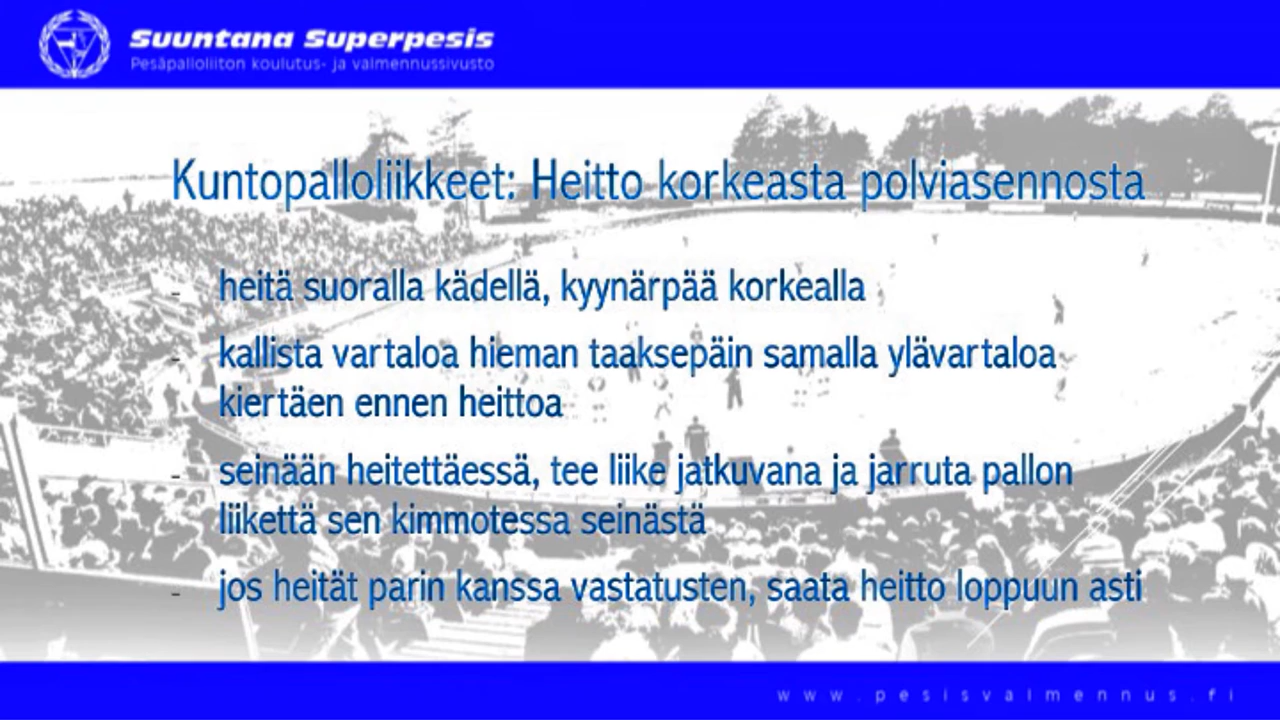 Suuntana Superpesis
Pesäpalloliiton koulutus- ja valmennussivusto
Kuntopalloliikkeet: Heitto korkeasta polviasennosta
- heitä suoralla kädellä, kyynärpää korkealla
- kallista vartaloa hieman taaksepäin samalla ylävartaloa
kiertäen ennen heittoa
- seinään heitettäessä, tee liike jatkuvana ja jarruta pallon
liikettä sen kimmotessa seinästä
- jos heität parin kanssa vastatusten, saata heitto loppuun asti
www.pesisvalmennus.fi